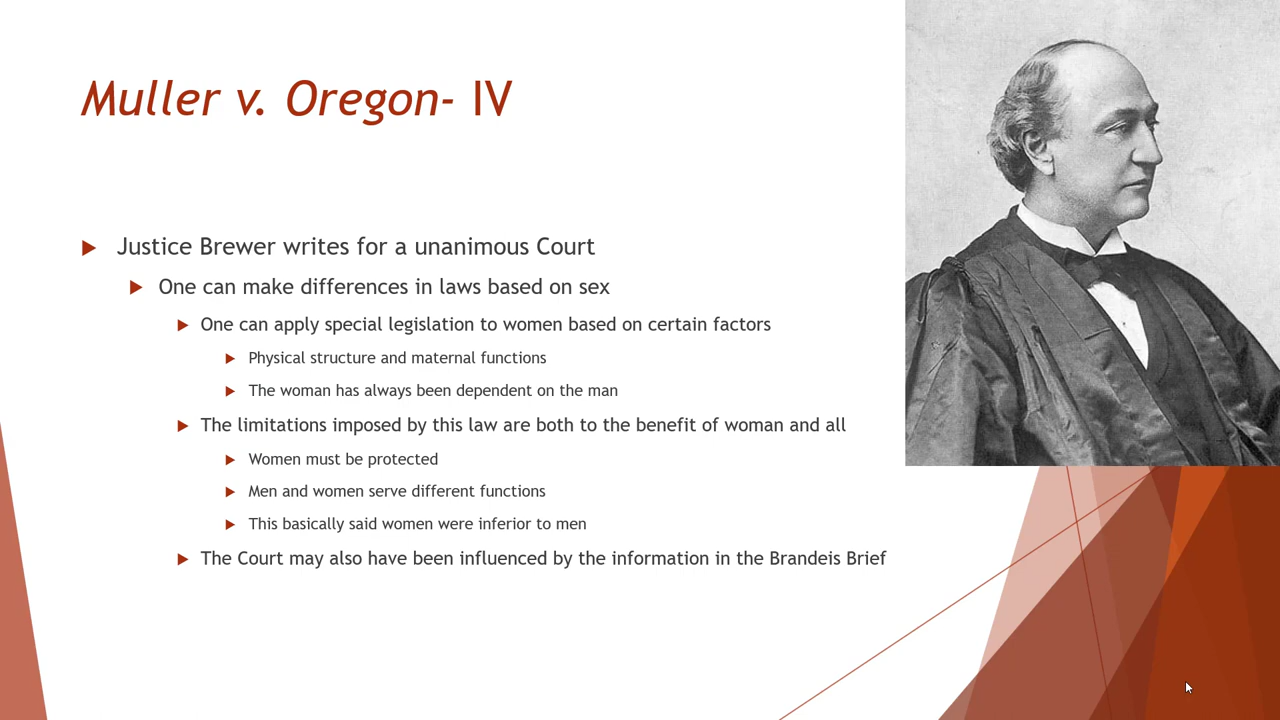 Muller v. Oregon- IV
Justice Brewer writes for a unanimous Court
One can make differences in laws based on sex
One can apply special legislation to women based on certain factors
Physical structure and maternal functions
The woman has always been dependent on the man
The limitations imposed by this law are both to the benefit of woman and all
Women must be protected
Men and women serve different functions
This basically said women were inferior to men
The Court may also have been influenced by the information in the Brandeis Brief